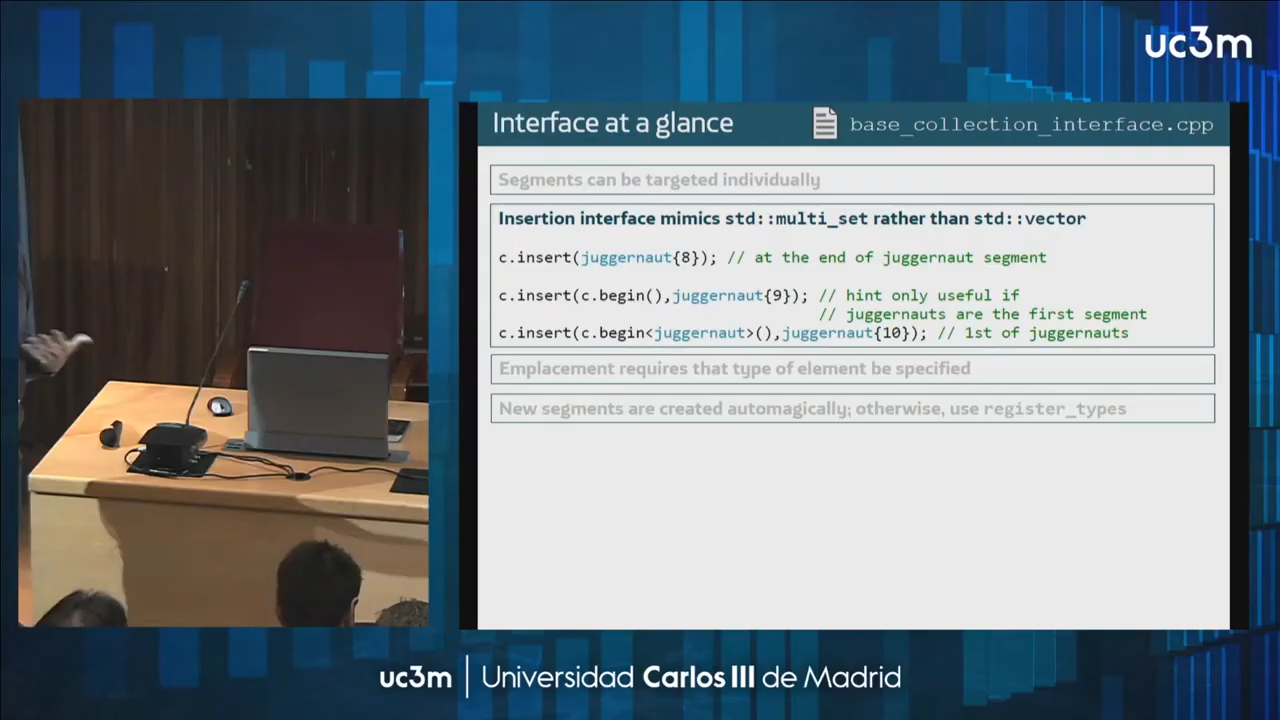 uc3m
Interface at a glance
base_collection_interface.cpp
Segments can be targeted individually
Insertion interface mimics std::multi_set rather than std::vector
c.insert(juggernaut{8}); // at the end of juggernaut segment
c.insert(c.begin(),juggernaut{9}); // hint only useful if
// juggernauts are the first segment
c.insert(c.begin<juggernaut>(),juggernaut{10}); // 1st of juggernauts
Emplacement requires that type of element be specified
New segments are created automagically; otherwise, use register_types
uc3m | Universidad Carlos III de Madrid